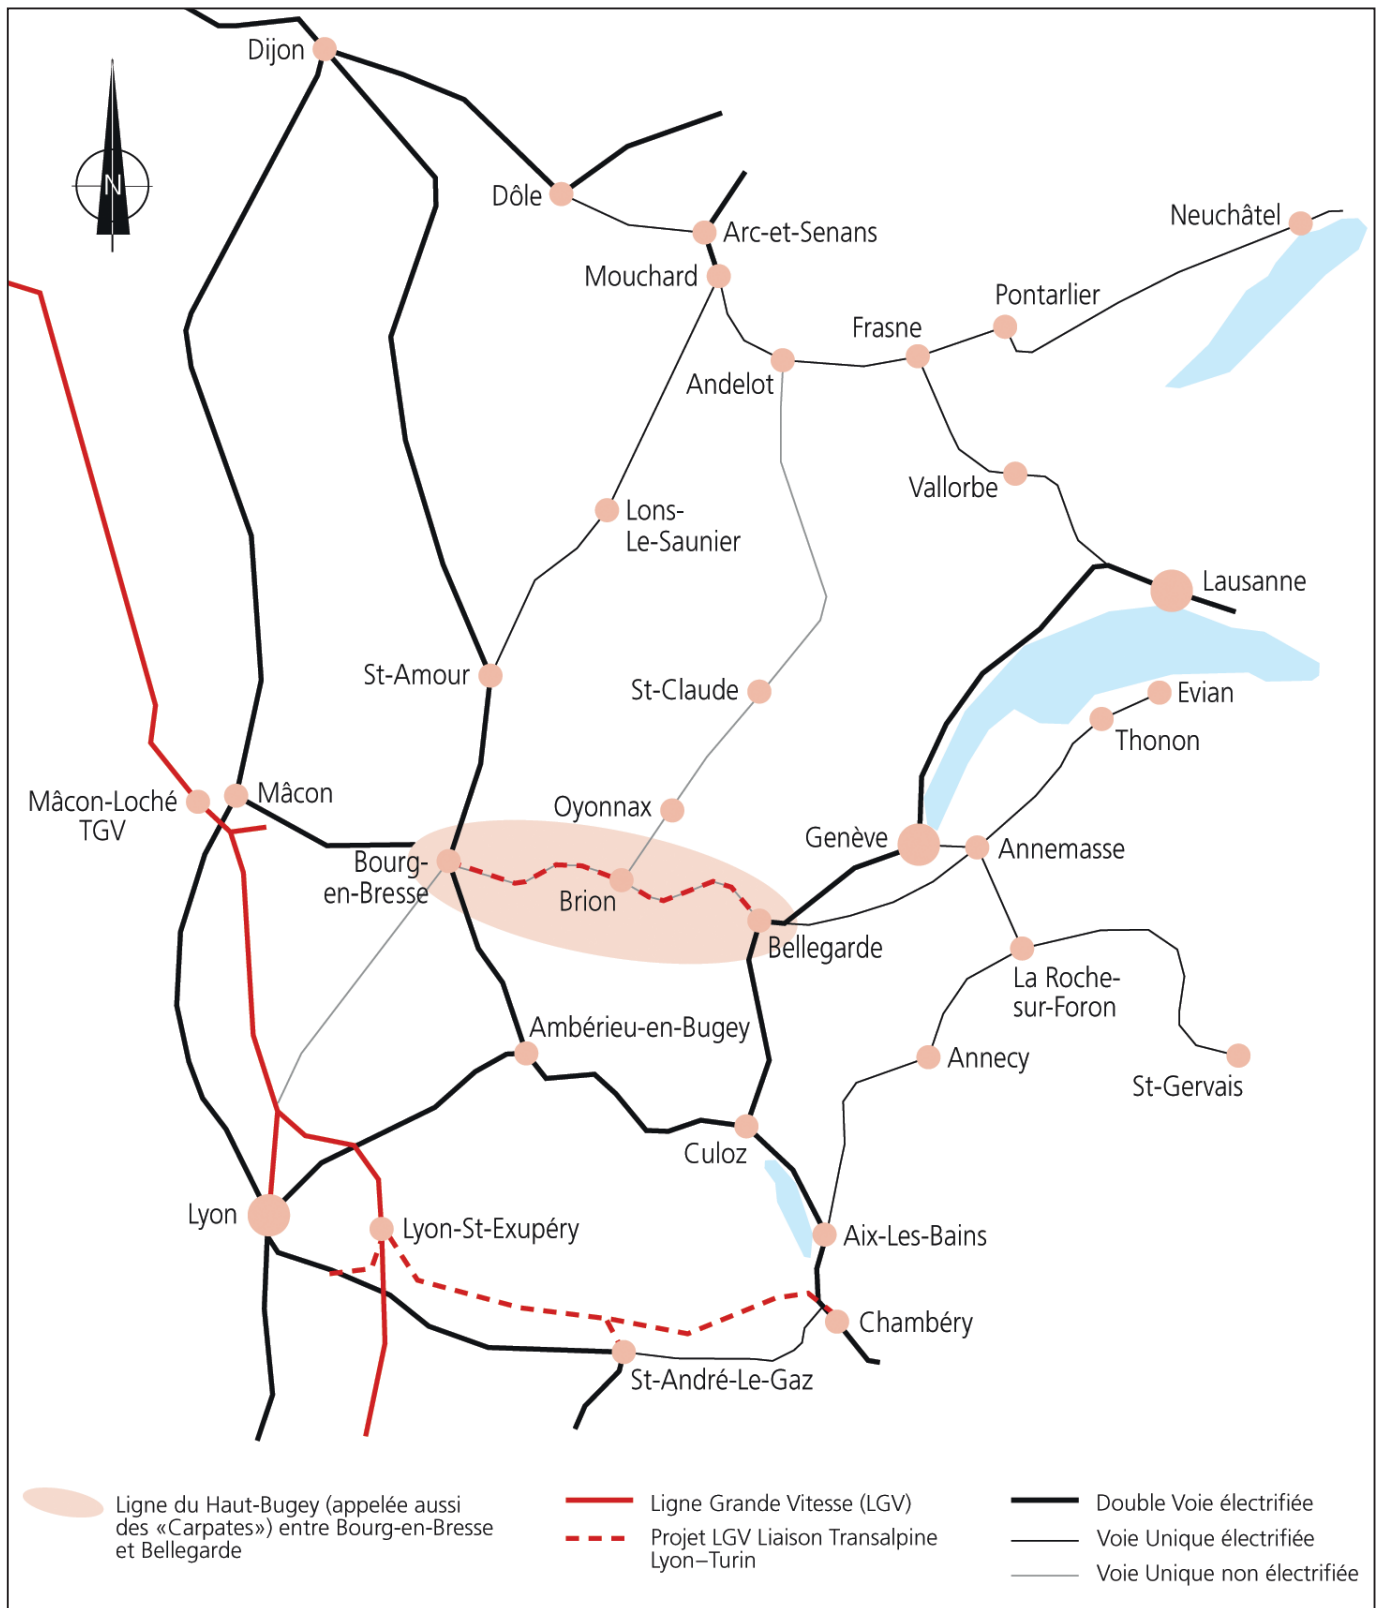 Dijon
N
Dôle
Arc-et-Senans
Neuchâtel
Mouchard
Pontarlier
Frasne
Andelot
Vallorbe
Lons-
Le-Saunier
Lausanne
St-Amour
St-Claude
Evian
Thonon
Mâcon-Loché
TGV
Mâcon
Oyonnax
Genève
Annemasse
Bourg-
en-Bresse
Brion
Bellegarde
La Roche-
sur-Foron
Ambérieu-en-Bugey
Annecy
St-Gervais
Culoz
Lyon
Lyon-St-Exupéry
Aix-Les-Bains
Chambéry
St-André-Le-Gaz
Ligne du Haut-Bugey (appelée aussi
des «Carpates») entre Bourg-en-Bresse
et Bellegarde
Ligne Grande Vitesse (LGV)
Projet LGV Liaison Transalpine
Lyon–Turin
Double Voie électrifiée
Voie Unique électrifiée
Voie Unique non électrifiée